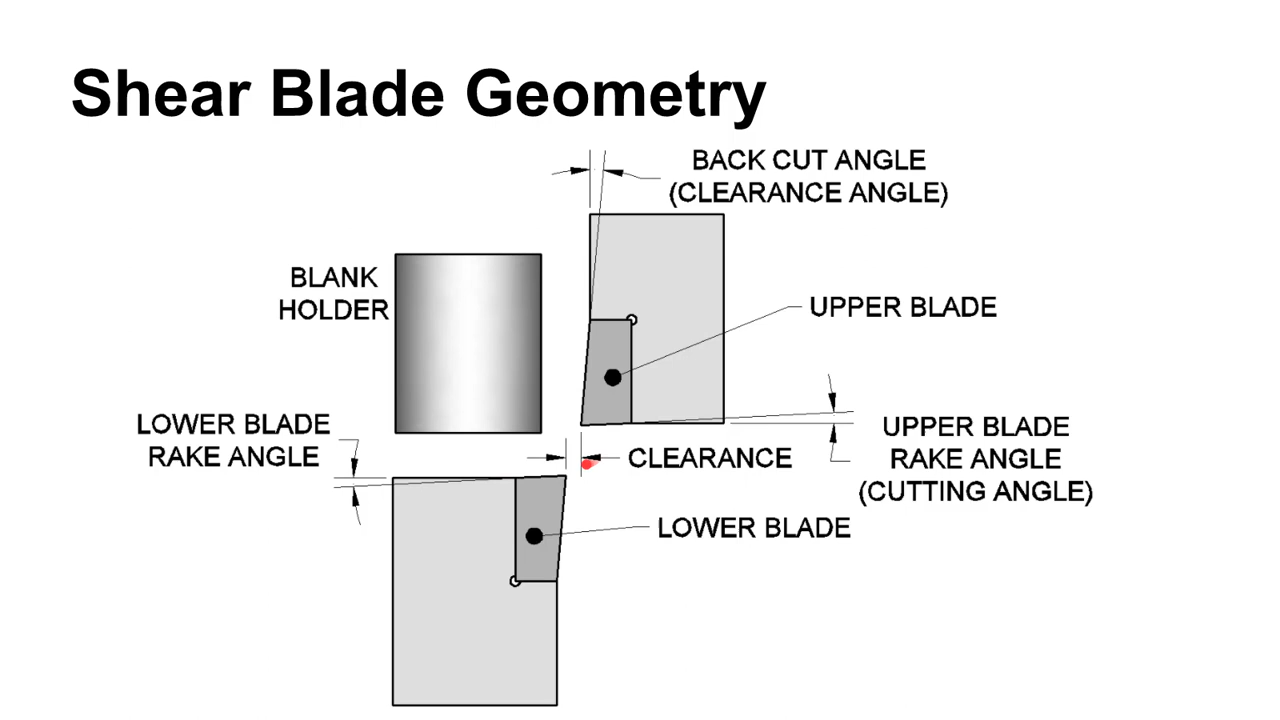 Shear Blade Geometry
BACK CUT ANGLE
(CLEARANCE ANGLE)
BLANK
HOLDER
UPPER BLADE
LOWER BLADE
RAKE ANGLE
CLEARANCE
UPPER BLADE
RAKE ANGLE
(CUTTING ANGLE)
LOWER BLADE